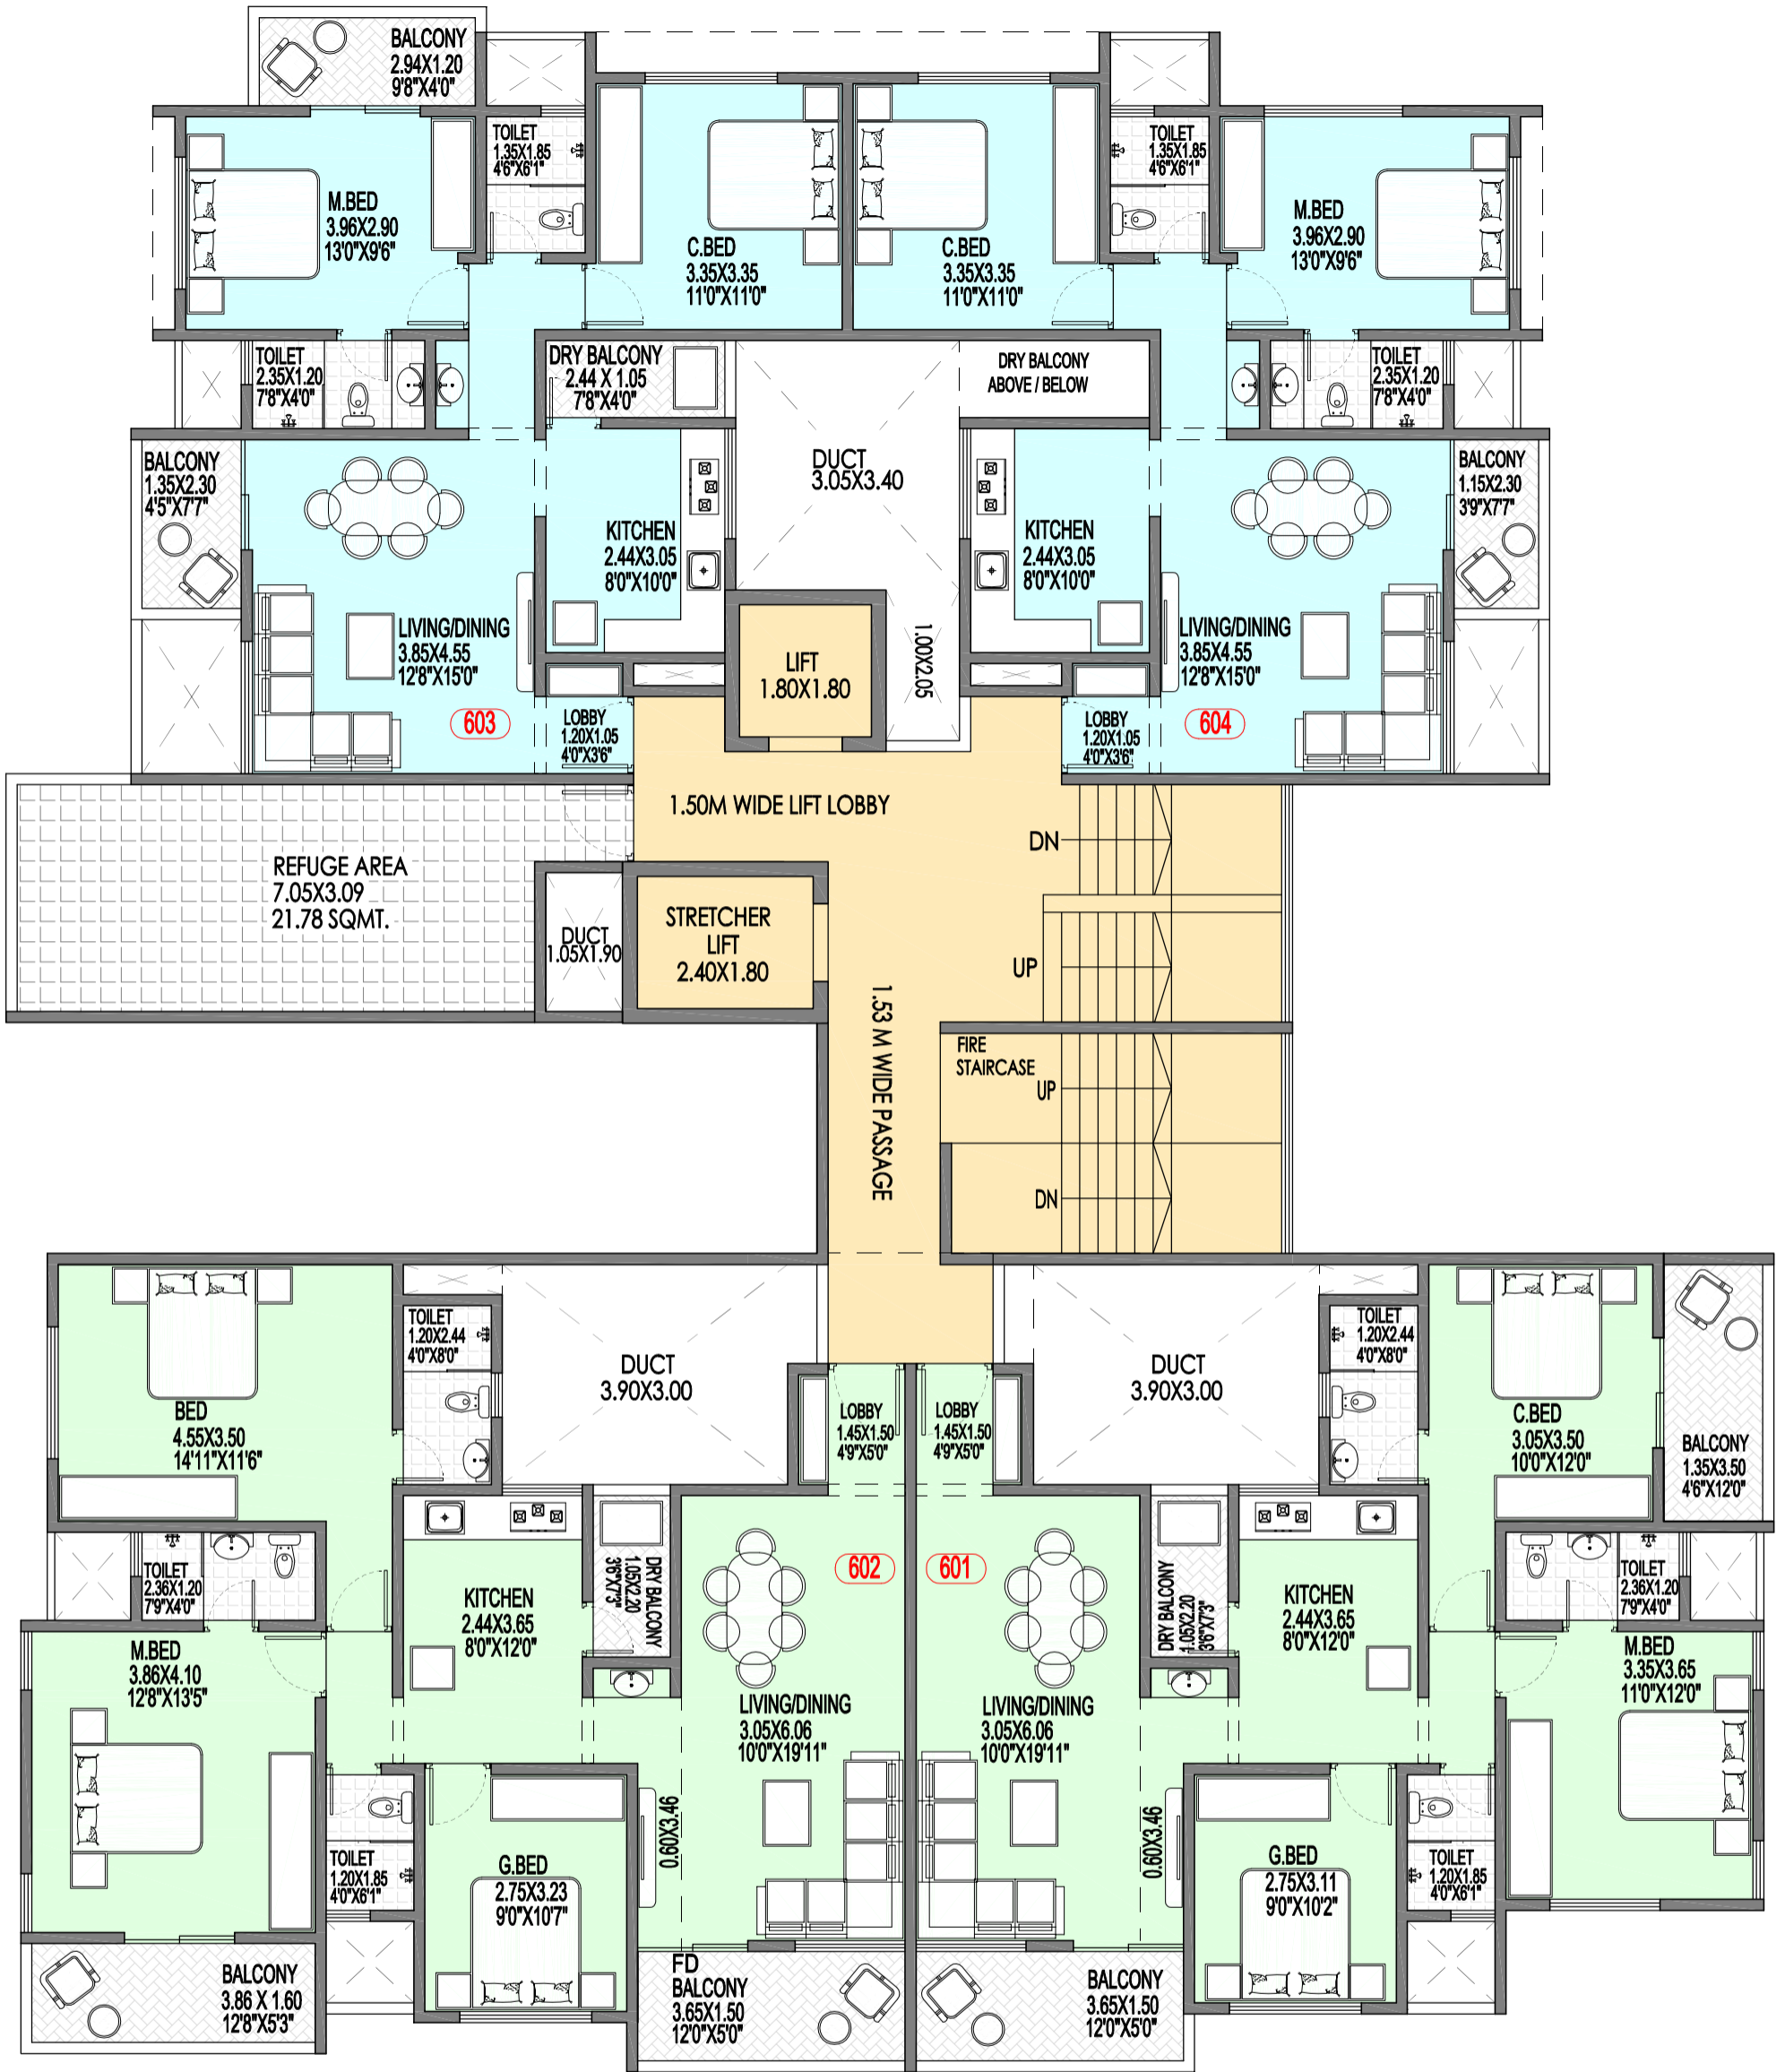 BALCONY
2.94X1.20
9'8"X4'0"
TOILET
1.35X1.85
4'6"X6'1"
TOILET
1.35X1.85
4'6"X6'1"
M.BED
3.96X2.90
13'0"X9'6"
C.BED
3.35X3.35
11'0"X11'0"
C.BED
3.35X3.35
11'0"X11'0"
M.BED
3.96X2.90
13'0"X9'6"
TOILET
2.35X1.20
7'8"X4'0"
DRY BALCONY
2.44 X 1.05
7'8"X4'0"
DRY BALCONY
ABOVE / BELOW
TOILET
2.35X1.20
7'8"X4'0"
BALCONY
1.35X2.30
4'5"X7'7"
DUCT
3.05X3.40
BALCONY
1.15X2.30
3'9"X7'7"
KITCHEN
2.44X3.05
8'0"X10'0"
KITCHEN
2.44X3.05
8'0"X10'0"
LIVING/DINING
3.85X4.55
12'8"X15'0"
LIFT
1.80X1.80
1.00X2.05
LIVING/DINING
3.85X4.55
12'8"X15'0"
603
LOBBY
1.20X1.05
4'0"X3'6"
LOBBY
1.20X1.05
4'0"X3'6"
604
1.50M WIDE LIFT LOBBY
DN
REFUGE AREA
7.05X3.09
21.78 SQMT.
DUCT
1.05X1.90
STRETCHER
LIFT
2.40X1.80
UP
1.53 M WIDE PASSAGE
FIRE
STAIRCASE
UP
DN
TOILET
1.20X2.44
4'0"X8'0"
DUCT
3.90X3.00
DUCT
3.90X3.00
TOILET
1.20X2.44
4'0"X8'0"
BED
4.55X3.50
14'11"X11'6"
LOBBY
1.45X1.50
4'9"X5'0"
LOBBY
1.45X1.50
4'9"X5'0"
C.BED
3.05X3.50
10'0"X12'0"
BALCONY
1.35X3.50
4'6"X12'0"
TOILET
2.36X1.20
7'9"X4'0"
KITCHEN
2.44X3.65
8'0"X12'0"
DRY BALCONY
1.05X2.20
3'6"X7'3"
602
601
DRY BALCONY
1.05X2.20
3'6"X7'3"
KITCHEN
2.44X3.65
8'0"X12'0"
TOILET
2.36X1.20
7'9"X4'0"
M.BED
3.86X4.10
12'8"X13'5"
LIVING/DINING
3.05X6.06
10'0"X19'11"
LIVING/DINING
3.05X6.06
10'0"X19'11"
M.BED
3.35X3.65
11'0"X12'0"
TOILET
1.20X1.85
4'0"X6'1"
G.BED
2.75X3.23
9'0"X10'7"
0.60X3.46
0.60X3.46
G.BED
2.75X3.11
9'0"X10'2"
TOILET
1.20X1.85
4'0"X6'1"
BALCONY
3.86 X 1.60
12'8"X5'3"
FD
BALCONY
3.65X1.50
12'0"X5'0"
BALCONY
3.65X1.50
12'0"X5'0"